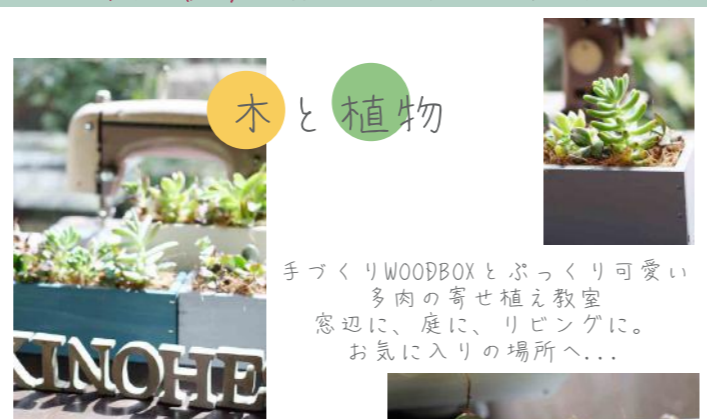 木と植物
手づくりWOODBOXとぷっくり可愛い
多肉の寄せ植え教室
窓辺に、庭に、リビングに。
お気に入りの場所へ...
KINOHE